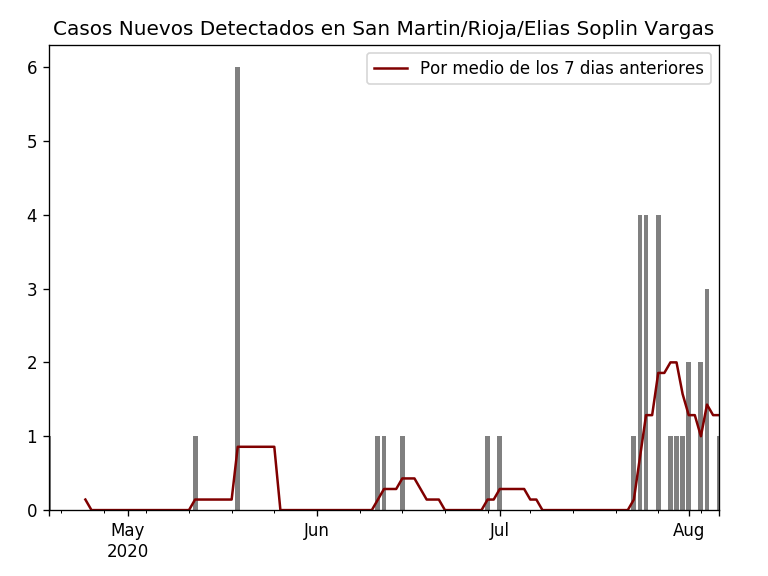 Casos Nuevos Detectados en San Martin/Rioja/Elias Soplin Vargas
Por medio de los 7 dias anteriores
6
5
4
3
2
1
0
May Jun Jul Aug
2020